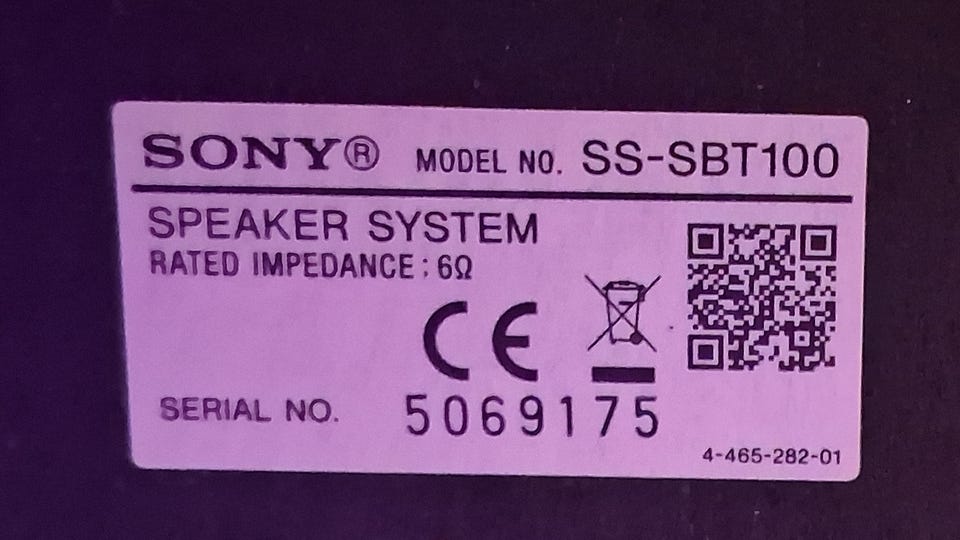 SONY® MODEL NO. SS-SBT100
SPEAKER SYSTEM
RATED IMPEDANCE : 6Ω
CE
SERIAL NO. 5069175
4-465-282-01